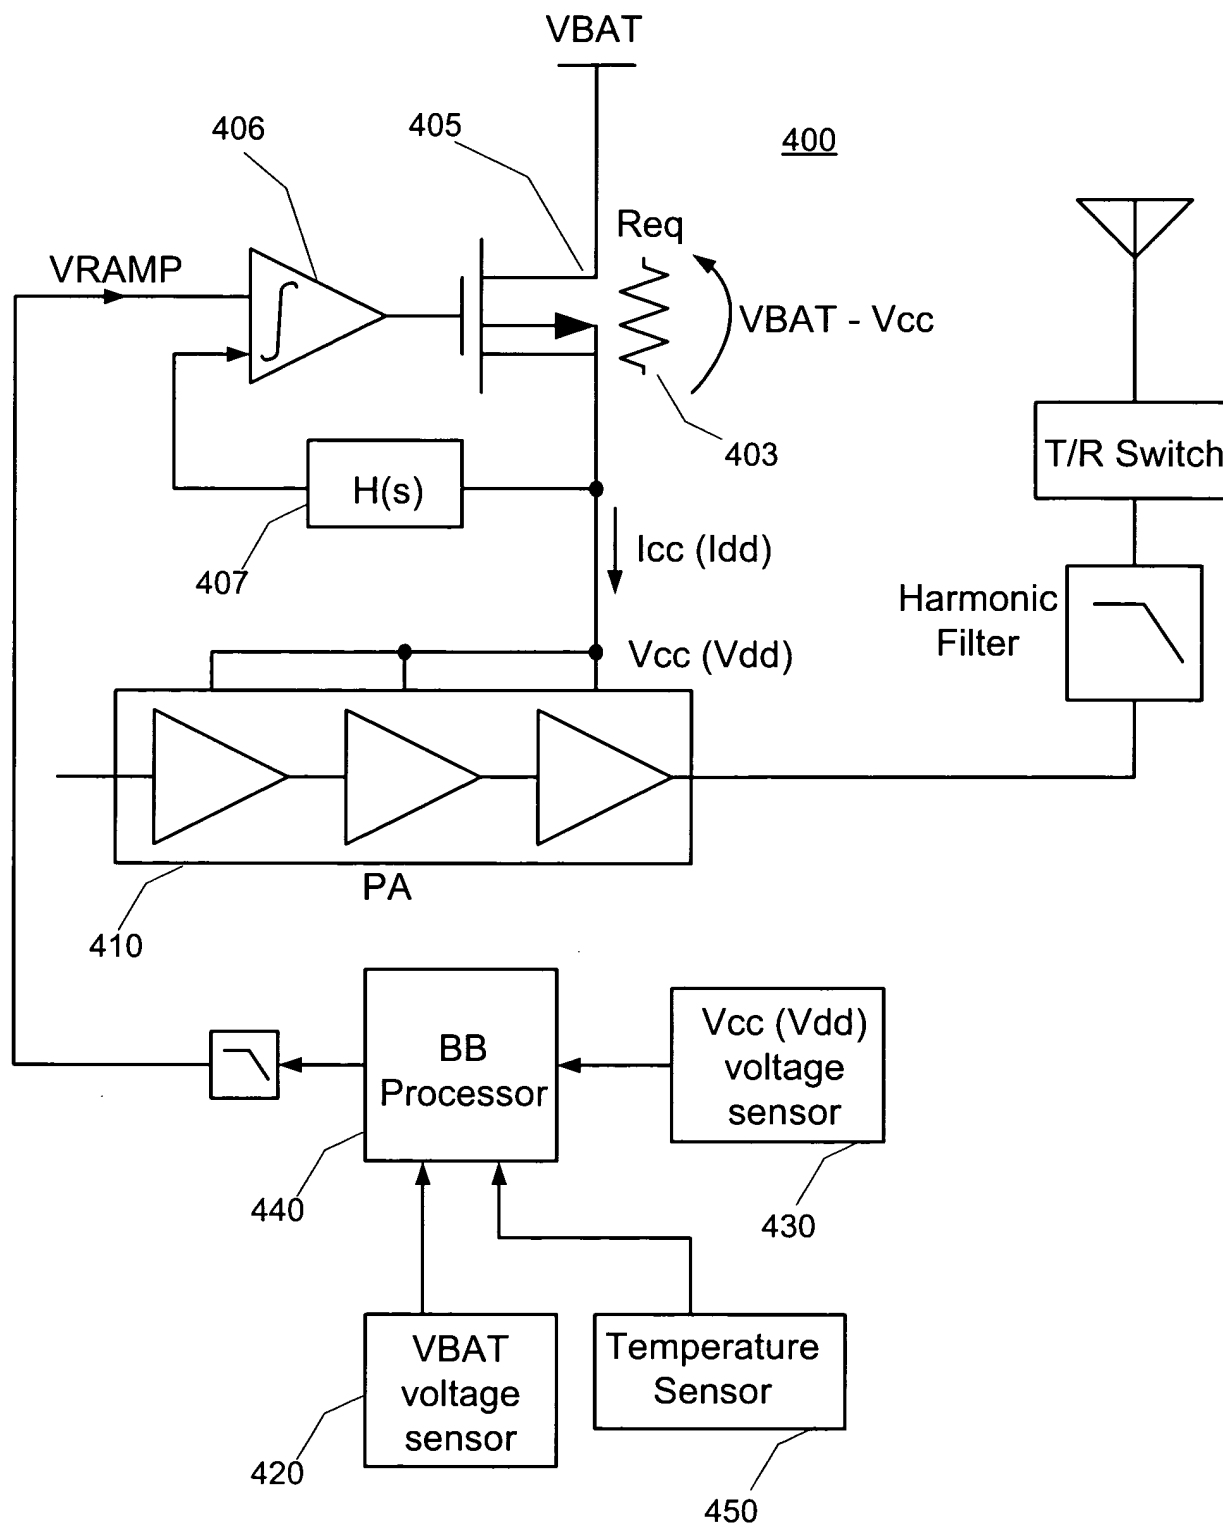 VBAT
406
405
400
Req
VRAMP
VBAT - Vcc
T/R Switch
403
H(s)
Icc (Idd)
407
Harmonic
Filter
Vcc (Vdd)
PA
410
Vcc (Vdd)
voltage
sensor
BB
Processor
440
430
VBAT
voltage
sensor
Temperature
Sensor
420
450